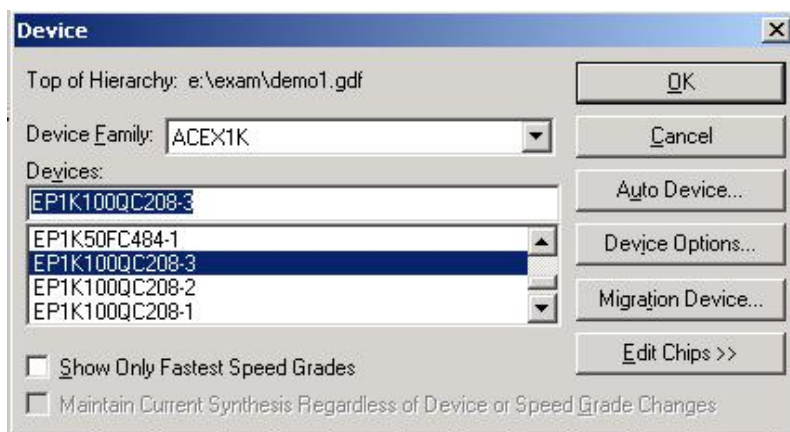 Device
Top of Hierarchy: e:\exam\demo1.gdf
OK
Device Family: ACEX1K
Cancel
Devices:
EP1K100QC208-3
Auto Device...
EP1K50FC484-1
EP1K100QC208-3
EP1K100QC208-2
EP1K100QC208-1
Device Options...
Migration Device...
Edit Chips >>
Show Only Fastest Speed Grades
Maintain Current Synthesis Regardless of Device or Speed Grade Changes